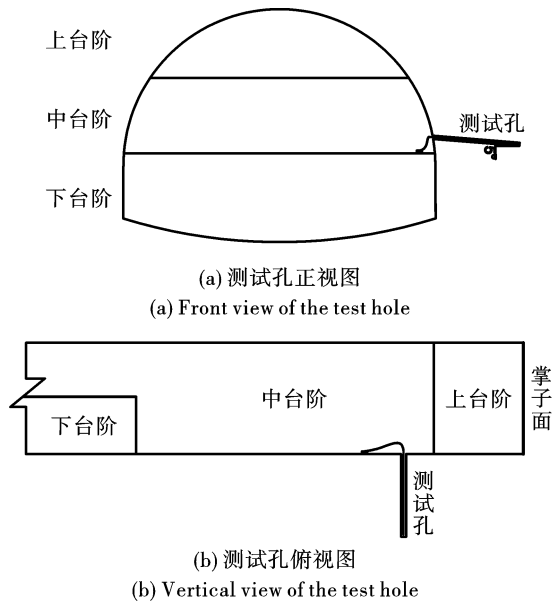 上台阶
中台阶
测试孔
下台阶
(a) 测试孔正视图
(a) Front view of the test hole
中台阶
上台阶
掌子面
下台阶
测试孔
(b) 测试孔俯视图
(b) Vertical view of the test hole